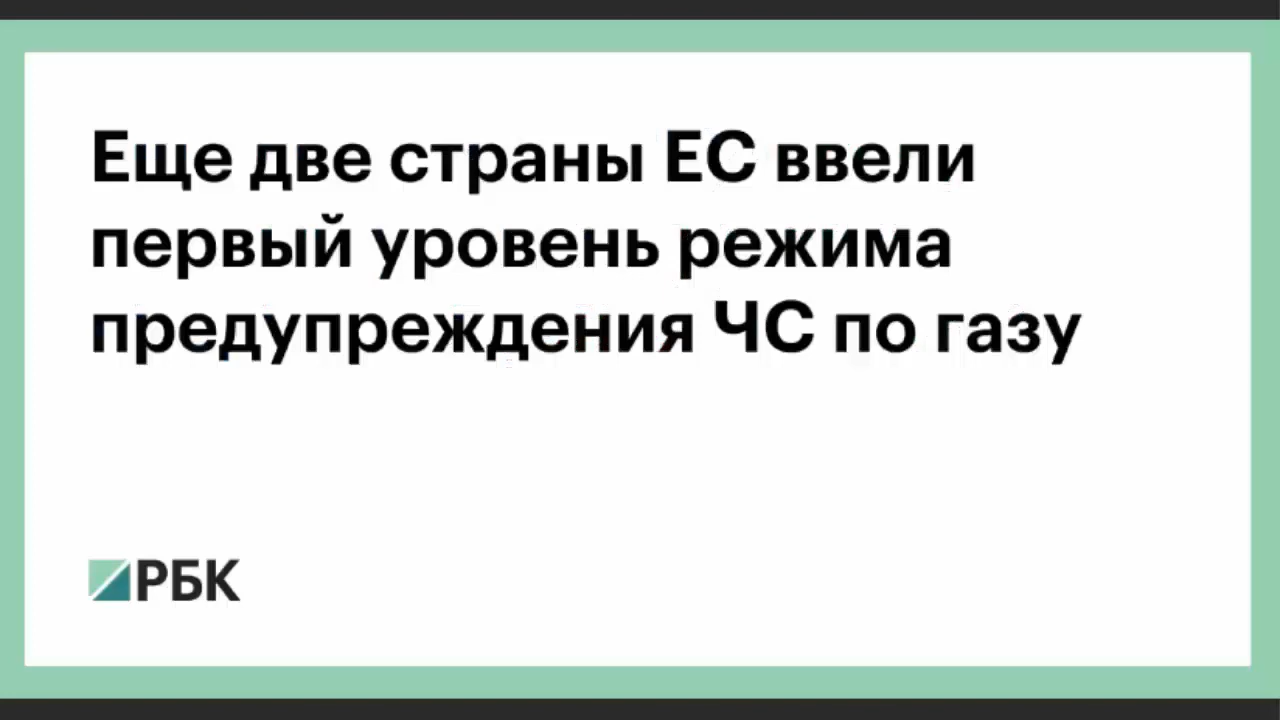 Еще две страны ЕС ввели
первый уровень режима
предупреждения ЧС по газу
РБК